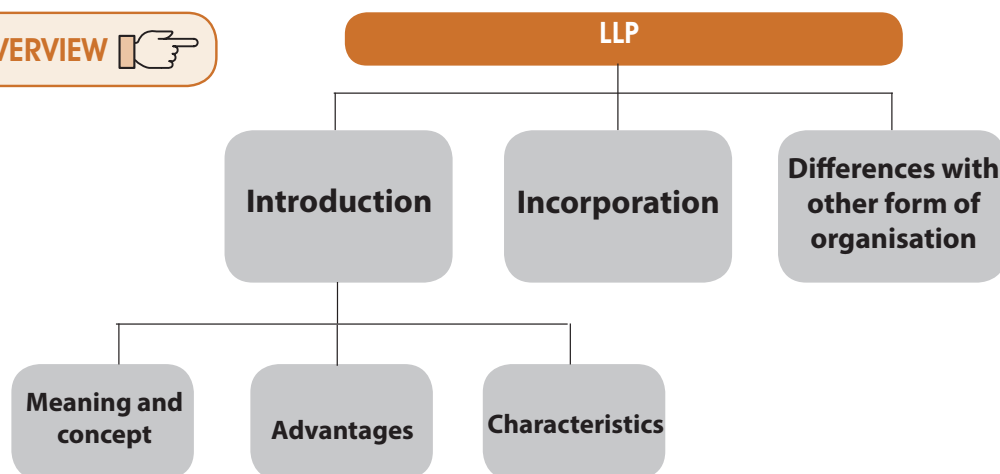 VERVIEW
LLP
Introduction
Incorporation
Differences with
other form of
organisation
Meaning and
concept
Advantages
Characteristics